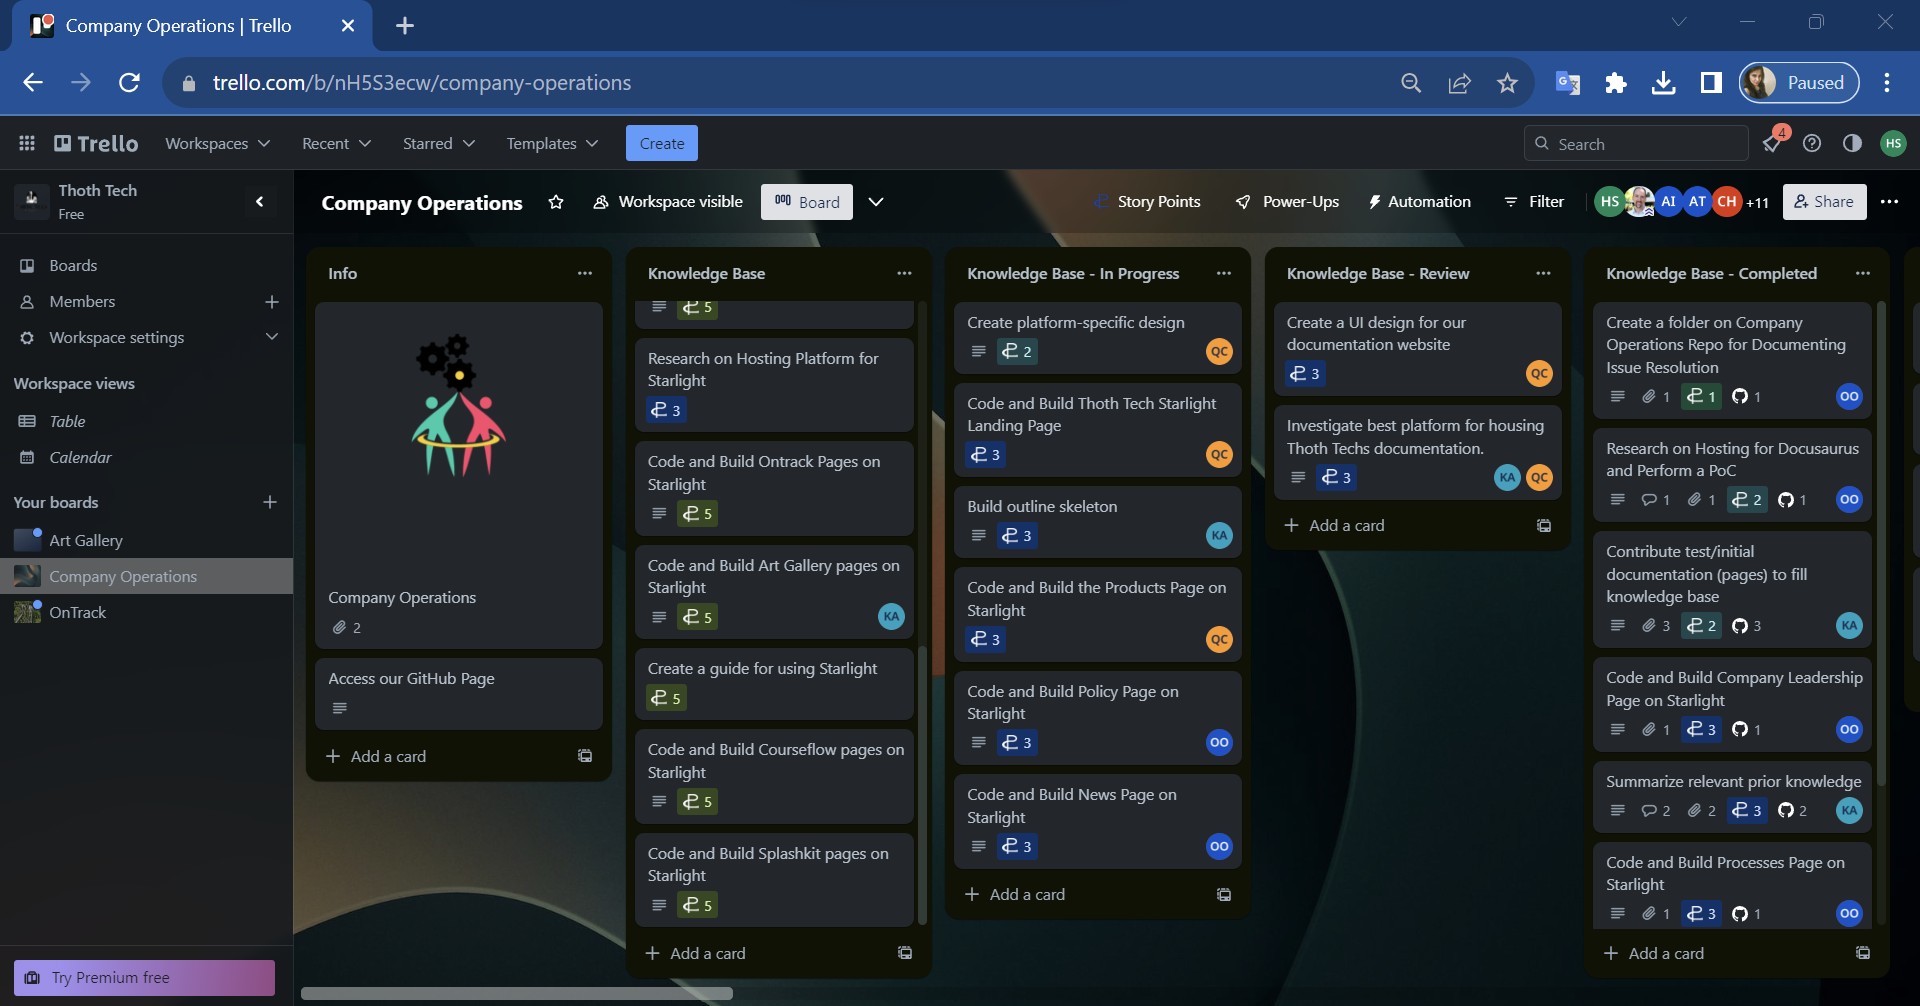 Company Operations | Trello
trello.com/b/nH5S3ecw/company-operations
Paused
Trello
Workspaces
Recent
Starred
Templates
Create
Search
4
HS
Thoth Tech
Free
Boards
Members
Workspace settings
Workspace views
Table
Calendar
Your boards
Art Gallery
Company Operations
OnTrack
Try Premium free
Company Operations
Workspace visible
Board
Story Points
Power-Ups
Automation
Filter
HS
AI
AT
CH
+11
Share
Info
Company Operations
2
Access our GitHub Page
Add a card
Knowledge Base
5
Research on Hosting Platform for
Starlight
3
Code and Build Ontrack Pages on
Starlight
5
Code and Build Art Gallery pages on
Starlight
5
KA
Create a guide for using Starlight
5
Code and Build Courseflow pages on
Starlight
5
Code and Build Splashkit pages on
Starlight
5
Add a card
Knowledge Base - In Progress
Create platform-specific design
2
QC
Code and Build Thoth Tech Starlight
Landing Page
3
QC
Build outline skeleton
3
KA
Code and Build the Products Page on
Starlight
3
QC
Code and Build Policy Page on
Starlight
3
OO
Code and Build News Page on
Starlight
3
OO
Add a card
Knowledge Base - Review
Create a UI design for our
documentation website
3
QC
Investigate best platform for housing
Thoth Techs documentation.
3
KA QC
Add a card
Knowledge Base - Completed
Create a folder on Company
Operations Repo for Documenting
Issue Resolution
1 1 1
OO
Research on Hosting for Docusaurus
and Perform a PoC
1 1 2 1
OO
Contribute test/initial
documentation (pages) to fill
knowledge base
3 2 3
KA
Code and Build Company Leadership
Page on Starlight
1 3 1
OO
Summarize relevant prior knowledge
2 2 3 2
KA
Code and Build Processes Page on
Starlight
1 3 1
OO
Add a card